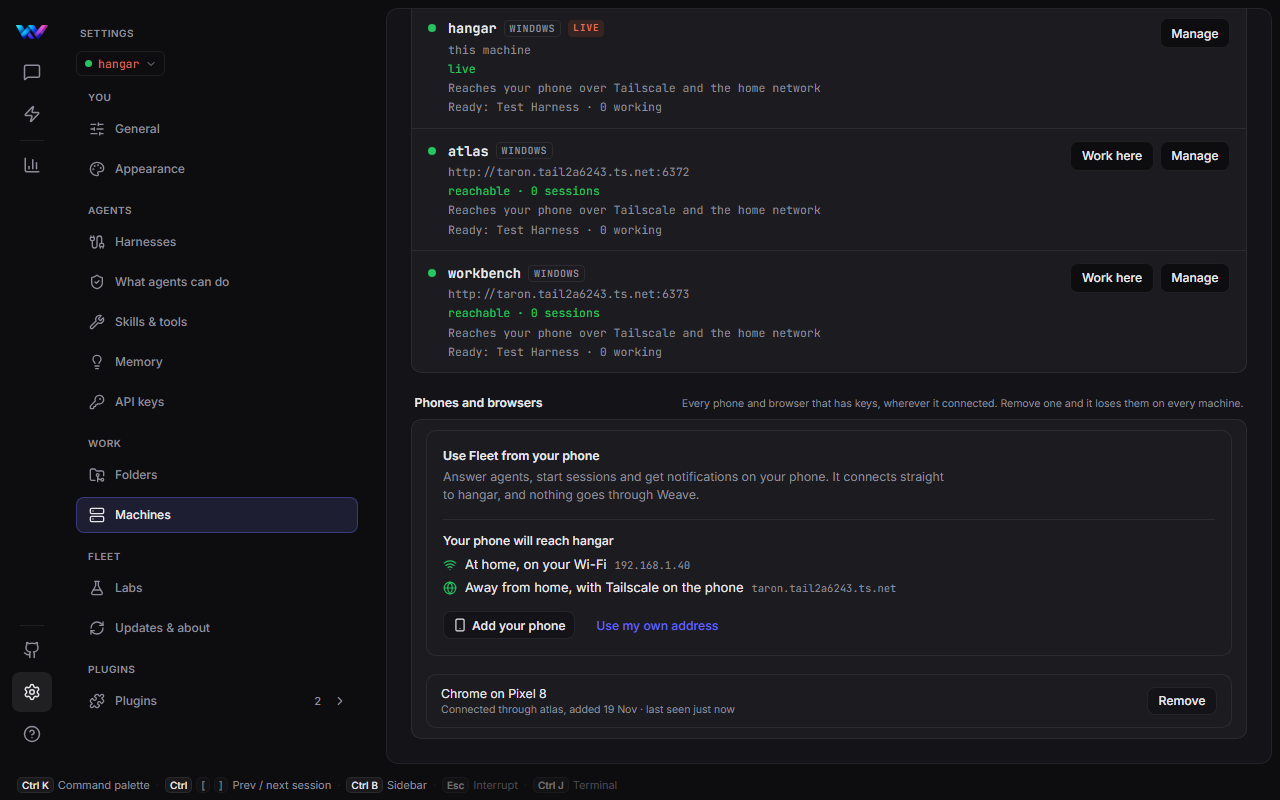 SETTINGS
hangar
YOU
General
Appearance
AGENTS
Harnesses
What agents can do
Skills & tools
Memory
API keys
WORK
Folders
Machines
FLEET
Labs
Updates & about
PLUGINS
Plugins 2
hangar WINDOWS LIVE
Manage
this machine
live
Reaches your phone over Tailscale and the home network
Ready: Test Harness · 0 working
atlas WINDOWS
Work here Manage
http://taron.tail2a6243.ts.net:6372
reachable · 0 sessions
Reaches your phone over Tailscale and the home network
Ready: Test Harness · 0 working
workbench WINDOWS
Work here Manage
http://taron.tail2a6243.ts.net:6373
reachable · 0 sessions
Reaches your phone over Tailscale and the home network
Ready: Test Harness · 0 working
Phones and browsers
Every phone and browser that has keys, wherever it connected. Remove one and it loses them on every machine.
Use Fleet from your phone
Answer agents, start sessions and get notifications on your phone. It connects straight
to hangar, and nothing goes through Weave.
Your phone will reach hangar
At home, on your Wi-Fi 192.168.1.40
Away from home, with Tailscale on the phone taron.tail2a6243.ts.net
Add your phone Use my own address
Chrome on Pixel 8
Connected through atlas, added 19 Nov · last seen just now
Remove
Ctrl K Command palette · Ctrl [ ] Prev / next session · Ctrl B Sidebar · Esc Interrupt · Ctrl J Terminal